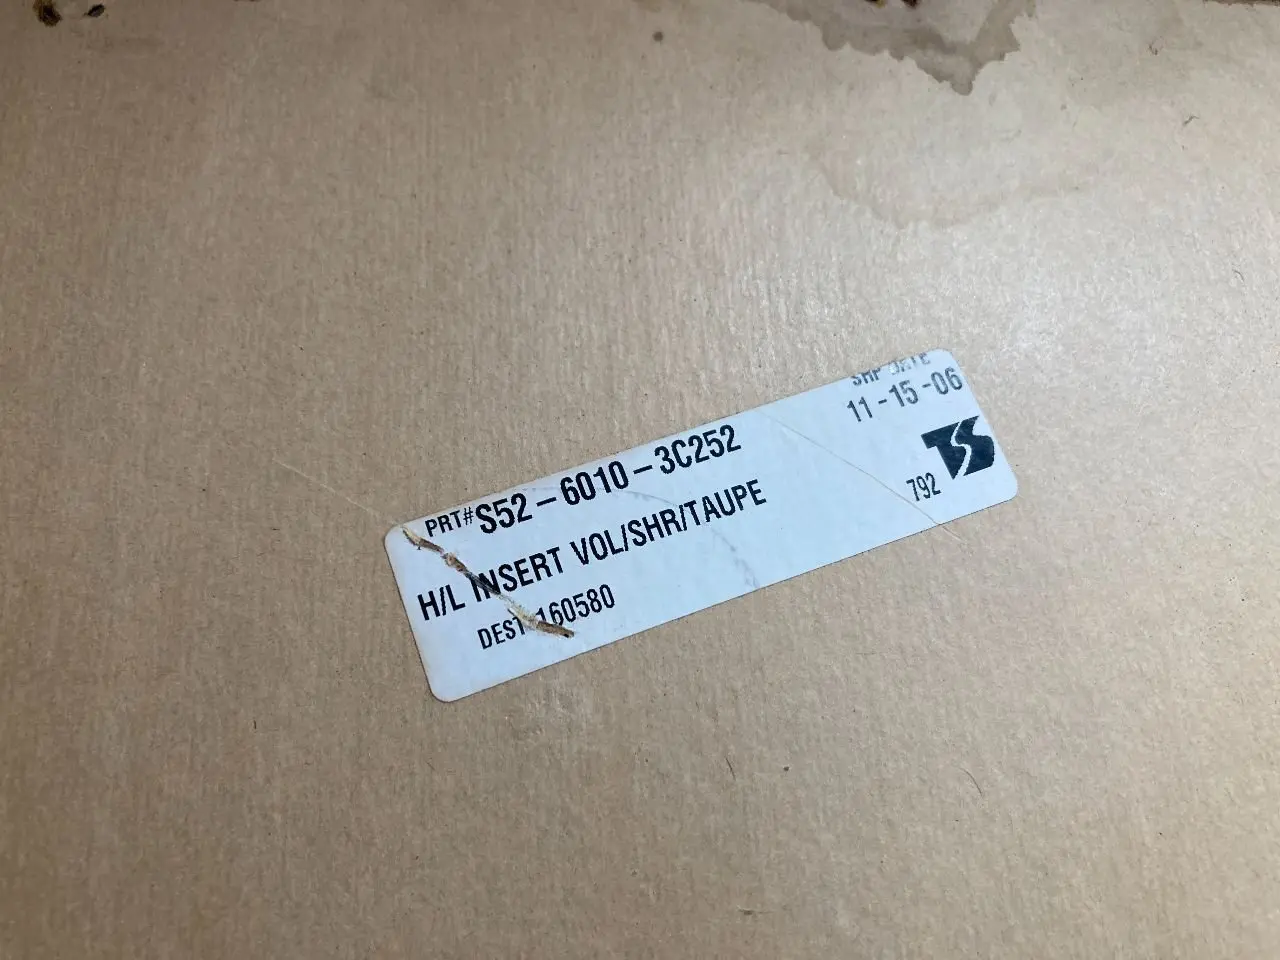 SHP DATE
11-15-06
PRT# S52-6010-3C252
TS
H/L INSERT VOL/SHR/TAUPE
792
DEST 160580